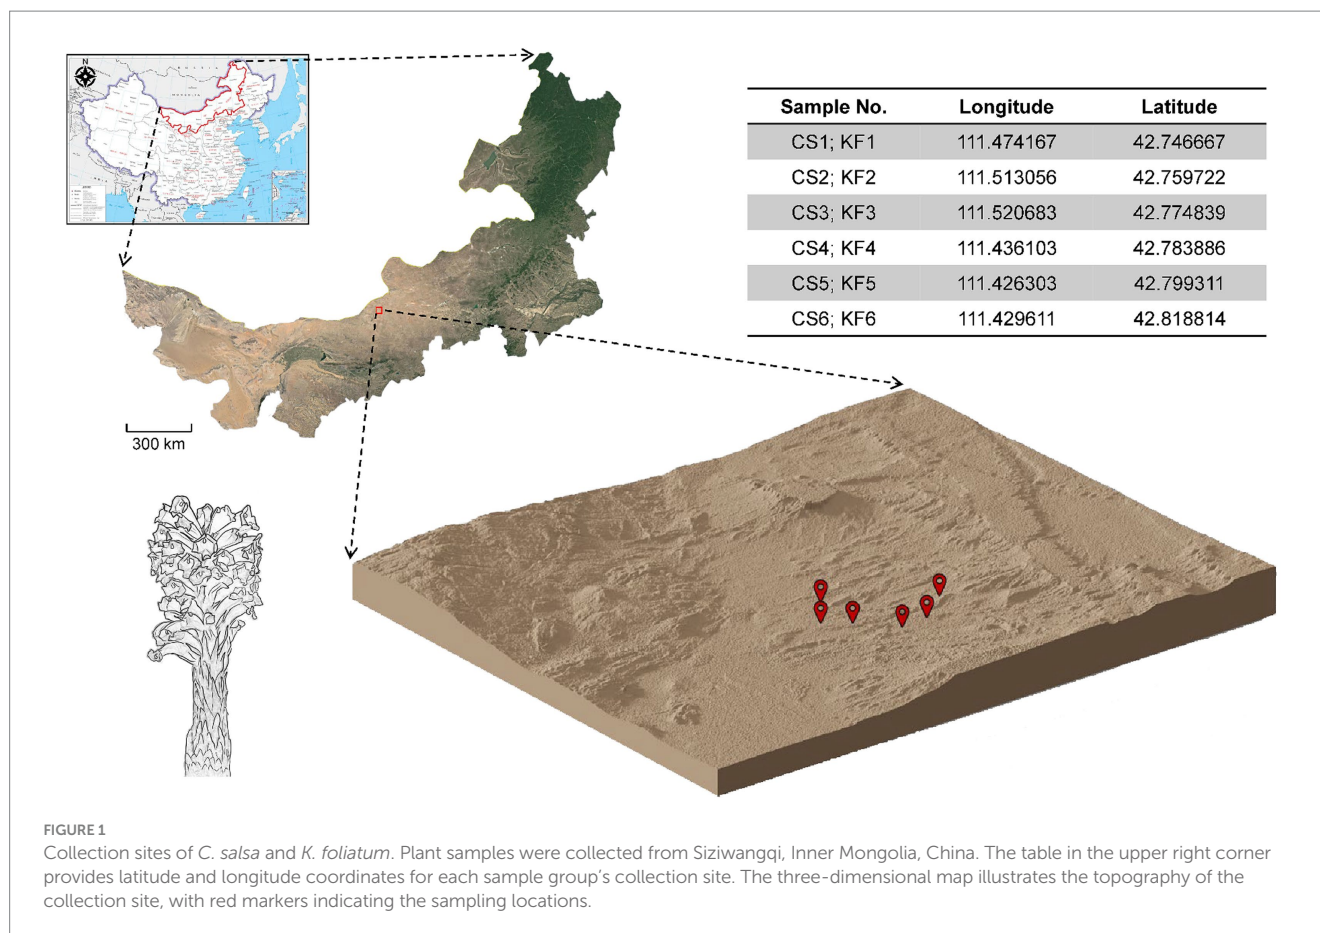 N
Sample No. Longitude Latitude
CS1; KF1 111.474167 42.746667
CS2; KF2 111.513056 42.759722
CS3; KF3 111.520683 42.774839
CS4; KF4 111.436103 42.783886
CS5; KF5 111.426303 42.799311
CS6; KF6 111.429611 42.818814
300 km
FIGURE 1
Collection sites of C. salsa and K. foliatum. Plant samples were collected from Siziwangqi, Inner Mongolia, China. The table in the upper right corner
provides latitude and longitude coordinates for each sample group's collection site. The three-dimensional map illustrates the topography of the
collection site, with red markers indicating the sampling locations.